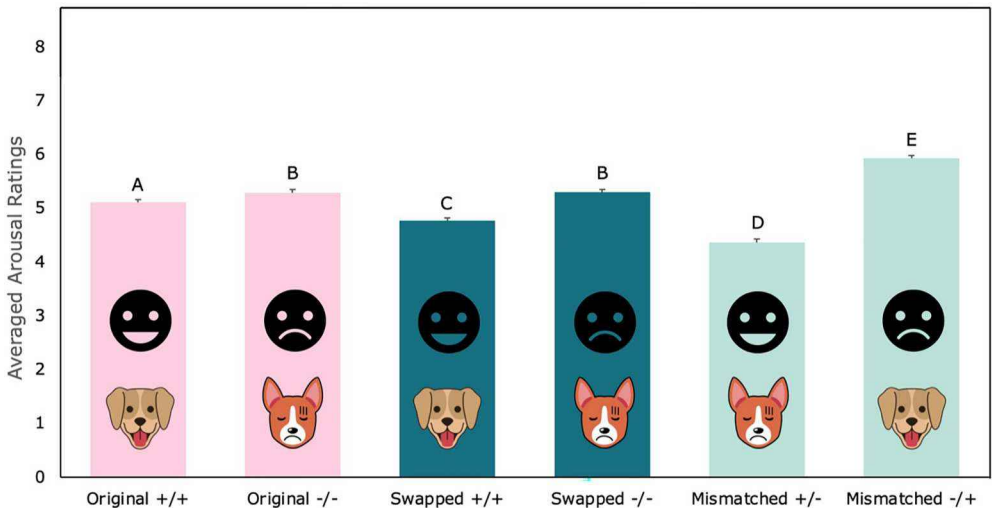 Averaged Arousal Ratings
8
7
6
5
4
3
2
1
0
A
B
C
B
D
E
Original +/+
Original -/-
Swapped +/+
Swapped -/-
Mismatched +/-
Mismatched -/+